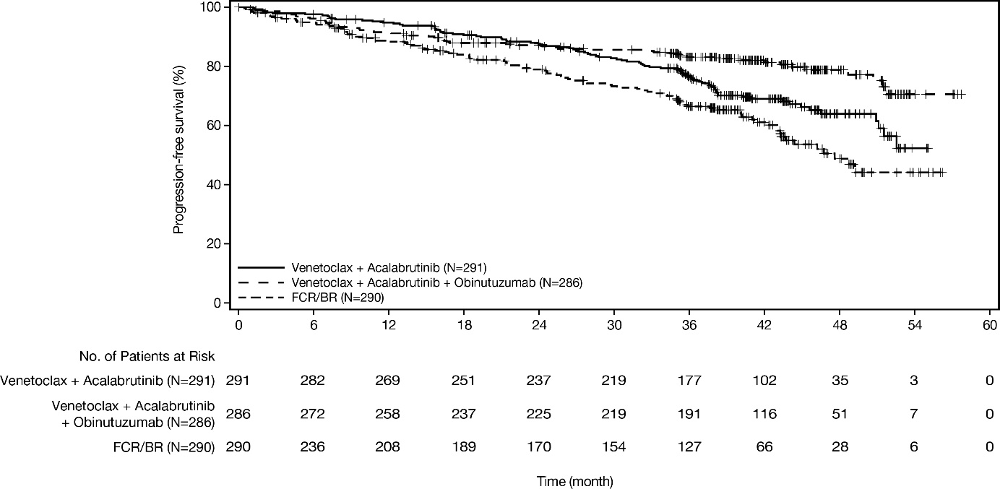 100
80
60
40
20
0
Progression-free survival (%)
Venetoclax + Acalabrutinib (N=291)
Venetoclax + Acalabrutinib + Obinutuzumab (N=286)
FCR/BR (N=290)
0 6 12 18 24 30 36 42 48 54 60
No. of Patients at Risk
Venetoclax + Acalabrutinib (N=291) 291 282 269 251 237 219 177 102 35 3 0
Venetoclax + Acalabrutinib
+ Obinutuzumab (N=286) 286 272 258 237 225 219 191 116 51 7 0
FCR/BR (N=290) 290 236 208 189 170 154 127 66 28 6 0
Time (month)